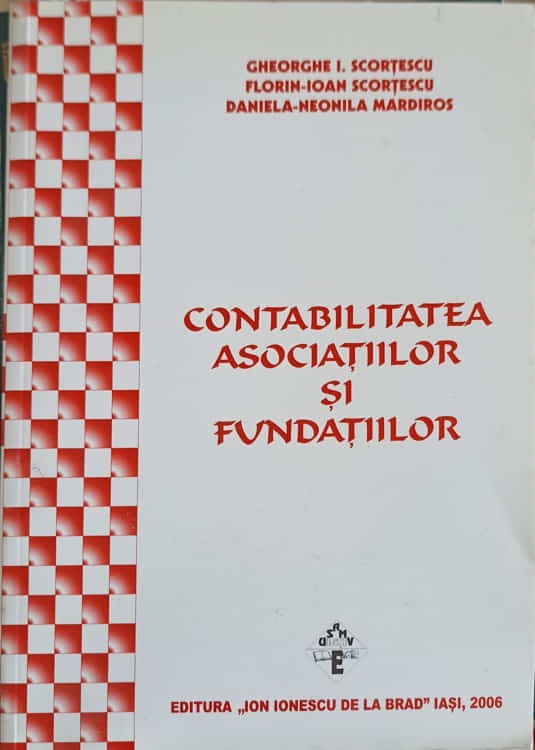 GHEORGHE I. SCORȚESCU
FLORIN-IOAN SCORȚESCU
DANIELA-NEONILA MARDIROS
CONTABILITATEA
ASOCIAȚIILOR
ȘI
FUNDAȚIILOR
E
EDITURA „ION IONESCU DE LA BRAD” IAȘI, 2006